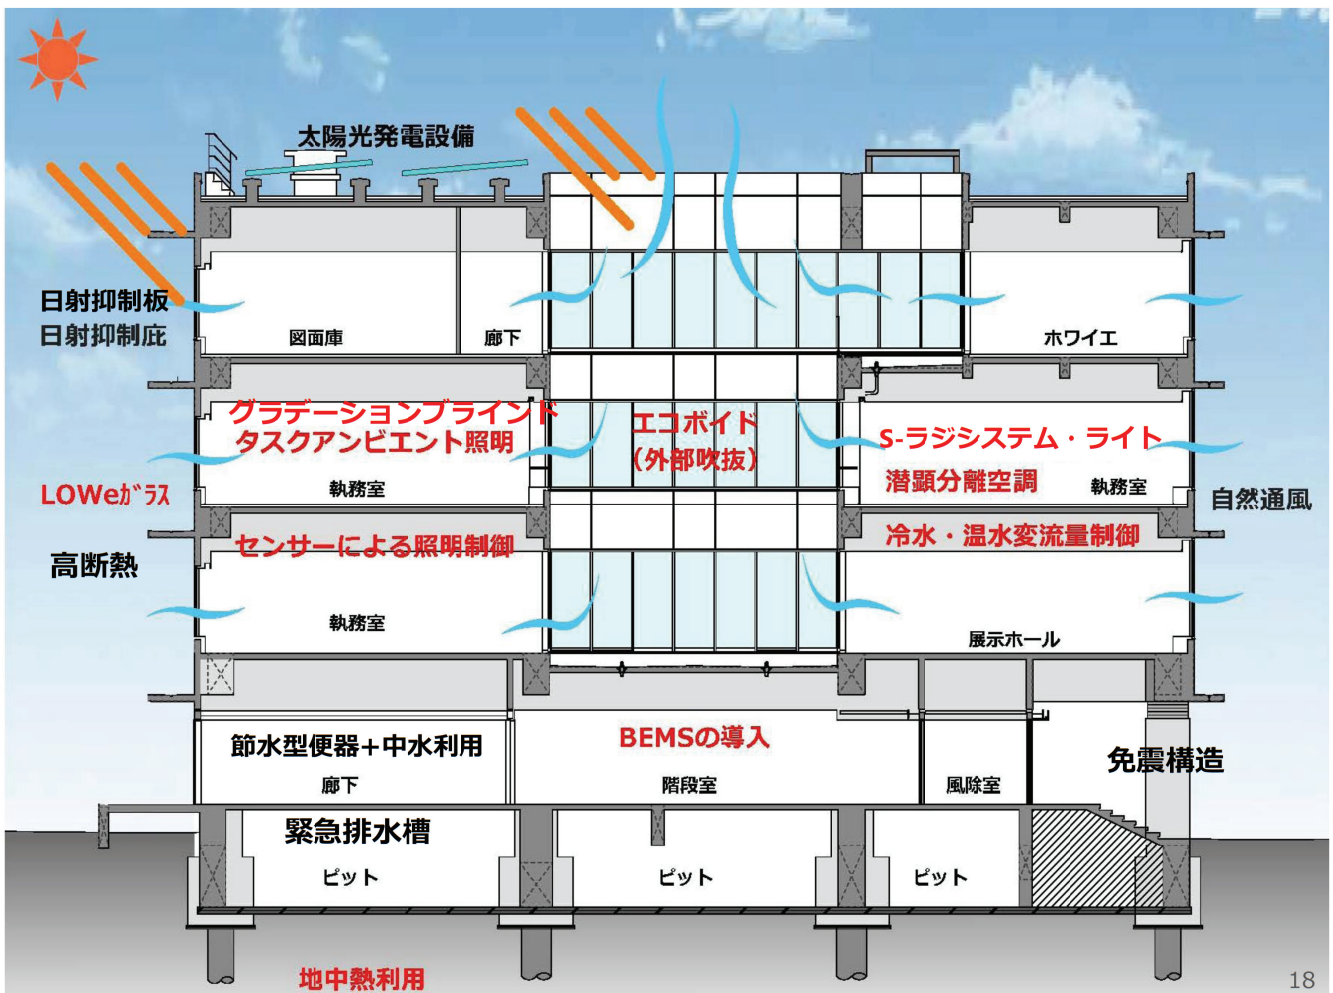 太陽光発電設備
日射抑制板
日射抑制庇
図面庫
廊下
ホワイエ
グラデーションブラインド
タスクアンビエント照明
エコボイド
（外部吹抜）
S-ラジシステム・ライト
潜顕分離空調
執務室
執務室
LOWeｶﾞﾗｽ
自然通風
高断熱
センサーによる照明制御
冷水・温水変流量制御
執務室
展示ホール
節水型便器+中水利用
BEMSの導入
免震構造
廊下
階段室
風除室
緊急排水槽
ピット
ピット
ピット
地中熱利用
18